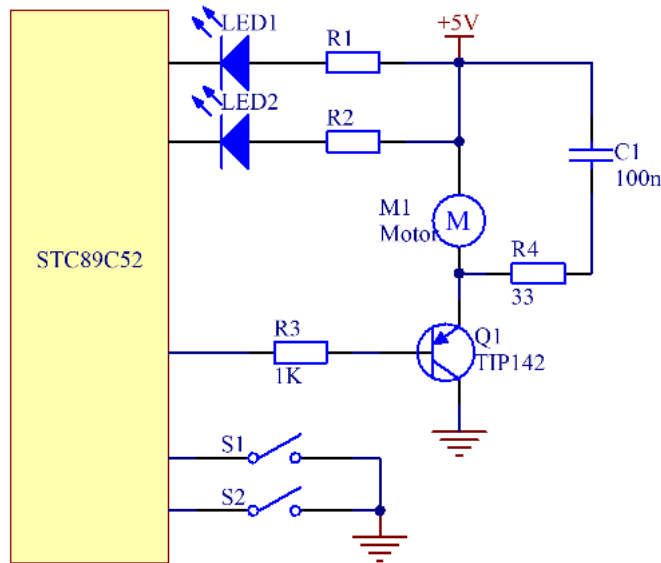 LED1
R1
+5V
LED2
R2
C1
100n
M1
Motor
M
R4
33
STC89C52
R3
1K
Q1
TIP142
S1
S2